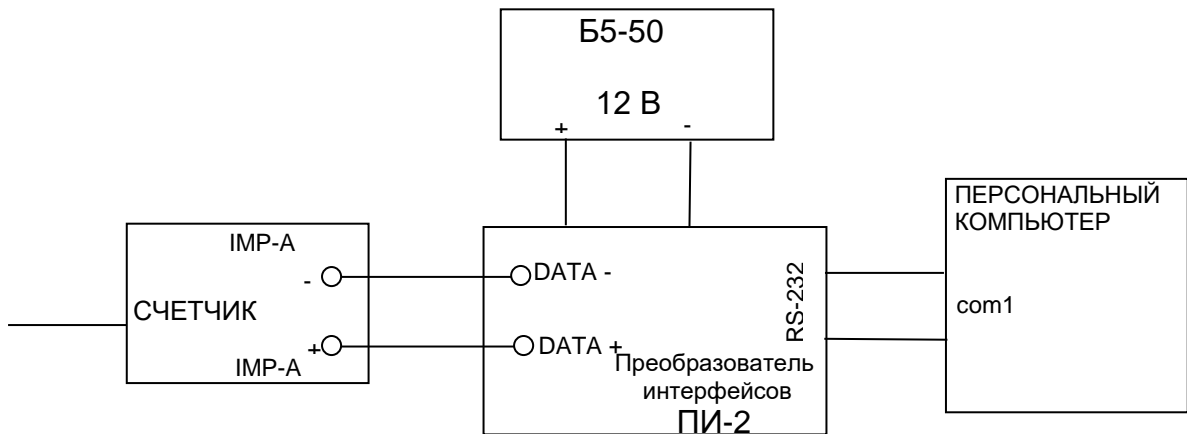 Б5-50
12 В
+ -
ПЕРСОНАЛЬНЫЙ
КОМПЬЮТЕР
com1
IMP-A
-
СЧЕТЧИК
+
IMP-A
DATA -
DATA +
RS-232
Преобразователь
интерфейсов
ПИ-2